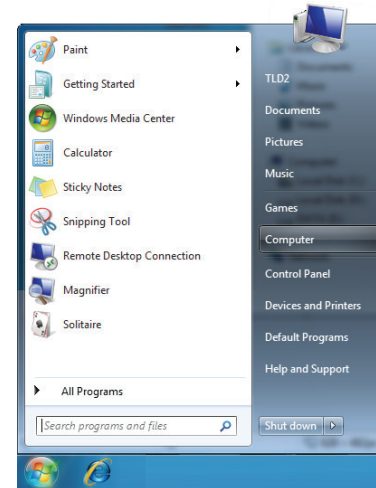 Paint
Getting Started
Windows Media Center
Calculator
Sticky Notes
Snipping Tool
Remote Desktop Connection
Magnifier
Solitaire
All Programs
Search programs and files
TLD2
Documents
Pictures
Music
Games
Computer
Control Panel
Devices and Printers
Default Programs
Help and Support
Shut down